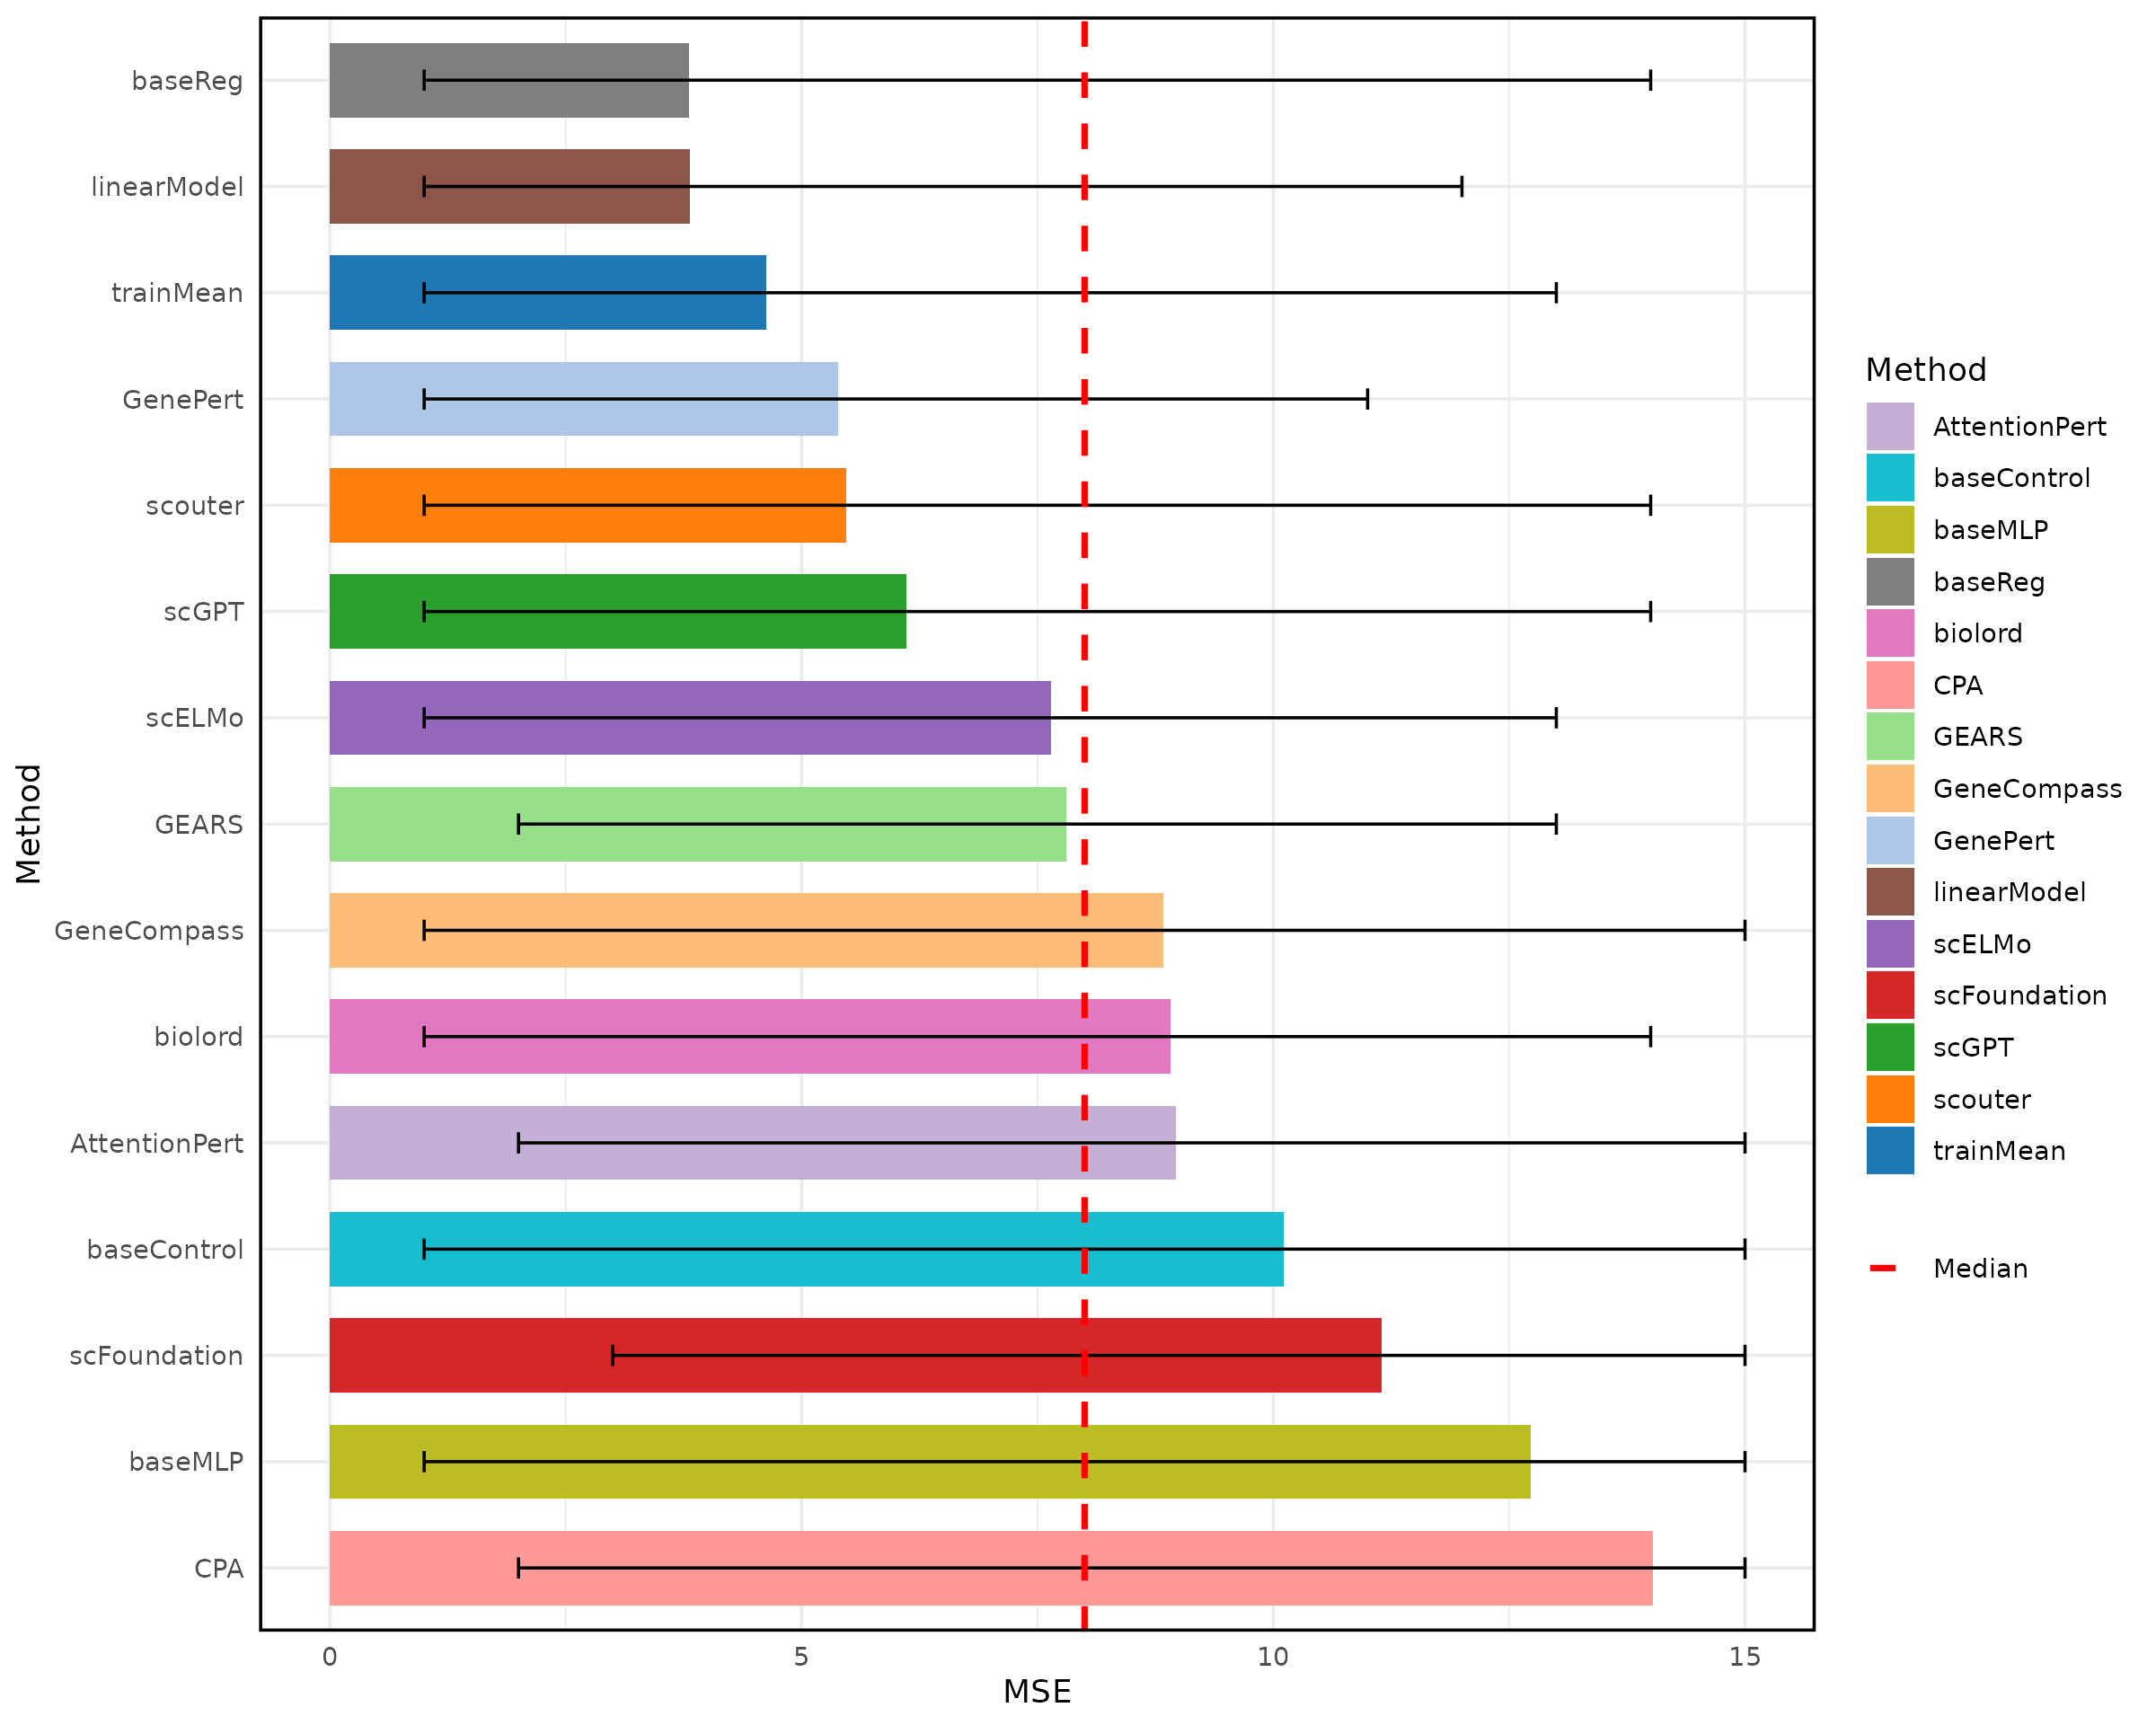 baseReg
linearModel
trainMean
GenePert
scouter
scGPT
scELMo
GEARS
GeneCompass
biolord
AttentionPert
baseControl
scFoundation
baseMLP
CPA
Method
0 5 10 15
MSE
Method
AttentionPert
baseControl
baseMLP
baseReg
biolord
CPA
GEARS
GeneCompass
GenePert
linearModel
scELMo
scFoundation
scGPT
scouter
trainMean
Median